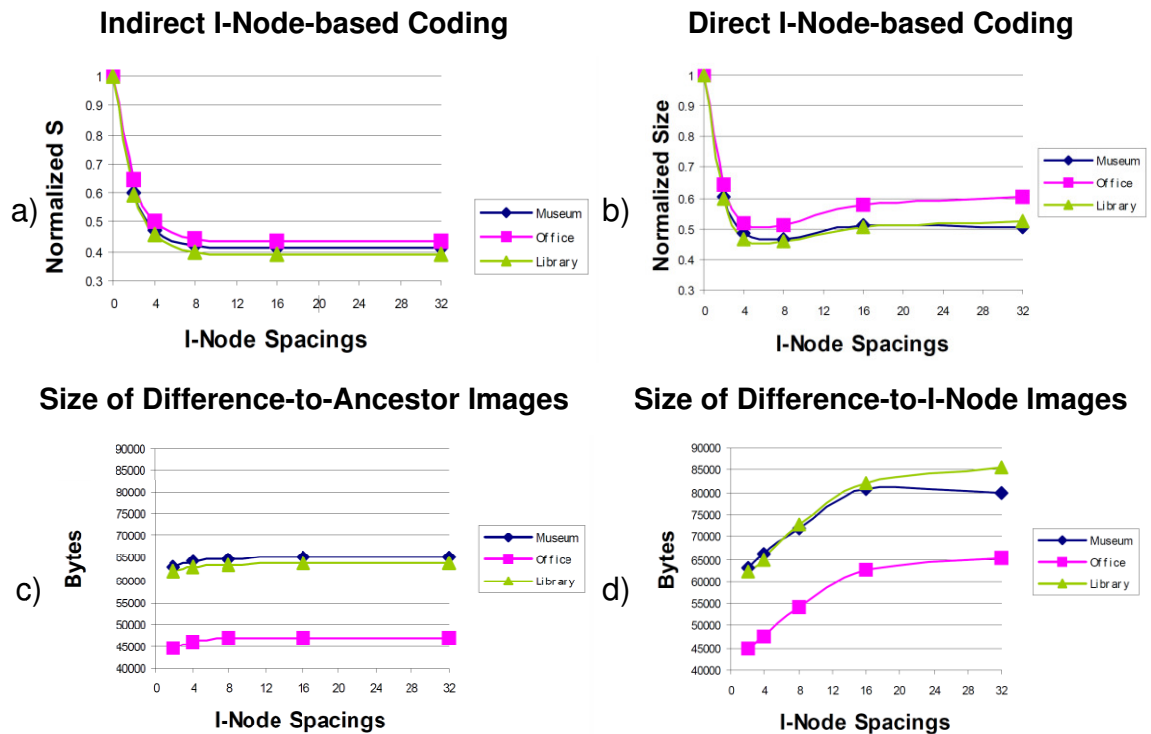 Indirect I-Node-based Coding
Direct I-Node-based Coding
a)
Normalized S
1
0.9
0.8
0.7
0.6
0.5
0.4
0.3
0 4 8 12 16 20 24 28 32
I-Node Spacings
Museum
Office
Library
b)
Normalized Size
1
0.9
0.8
0.7
0.6
0.5
0.4
0.3
0 4 8 12 16 20 24 28 32
I-Node Spacings
Museum
Office
Library
Size of Difference-to-Ancestor Images
Size of Difference-to-I-Node Images
c)
Bytes
90000
85000
80000
75000
70000
65000
60000
55000
50000
45000
40000
0 4 8 12 16 20 24 28 32
I-Node Spacings
Museum
Office
Library
d)
Bytes
90000
85000
80000
75000
70000
65000
60000
55000
50000
45000
40000
0 4 8 12 16 20 24 28 32
I-Node Spacings
Museum
Office
Library